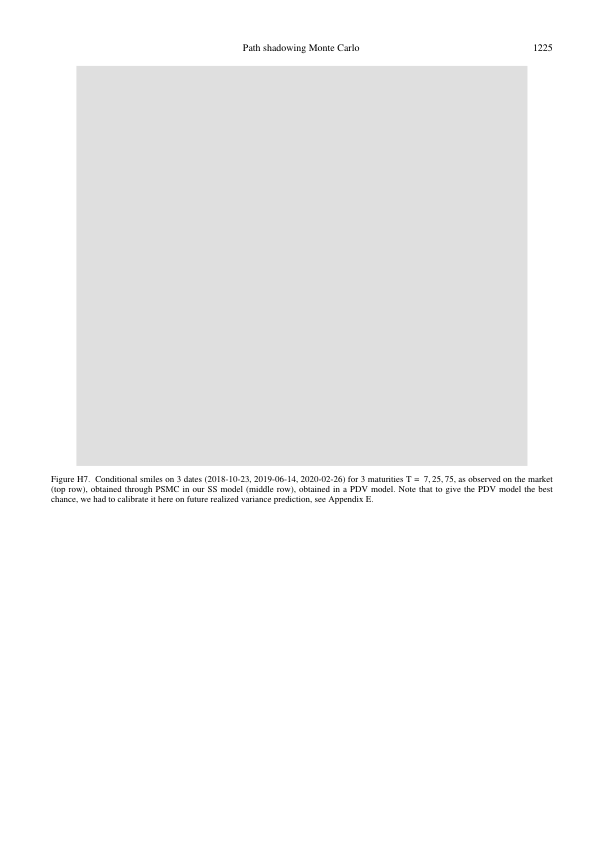 Path shadowing Monte Carlo 1225
Figure H7. Conditional smiles on 3 dates (2018-10-23, 2019-06-14, 2020-02-26) for 3 maturities T = 7, 25, 75, as observed on the market
(top row), obtained through PSMC in our SS model (middle row), obtained in a PDV model. Note that to give the PDV model the best
chance, we had to calibrate it here on future realized variance prediction, see Appendix E.